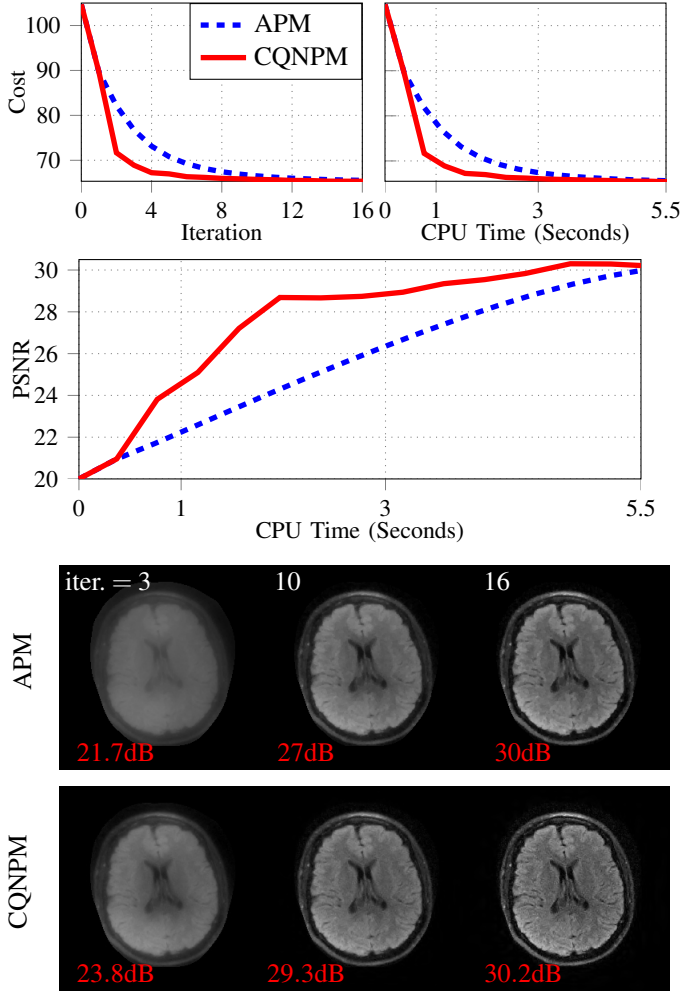 100
90
80
70
Cost
0
4
8
12
16
Iteration
APM
CQNPM
0
1
3
5.5
CPU Time (Seconds)
30
28
26
24
22
20
PSNR
0
1
3
5.5
CPU Time (Seconds)
iter. = 3
10
16
APM
21.7dB
27dB
30dB
CQNPM
23.8dB
29.3dB
30.2dB